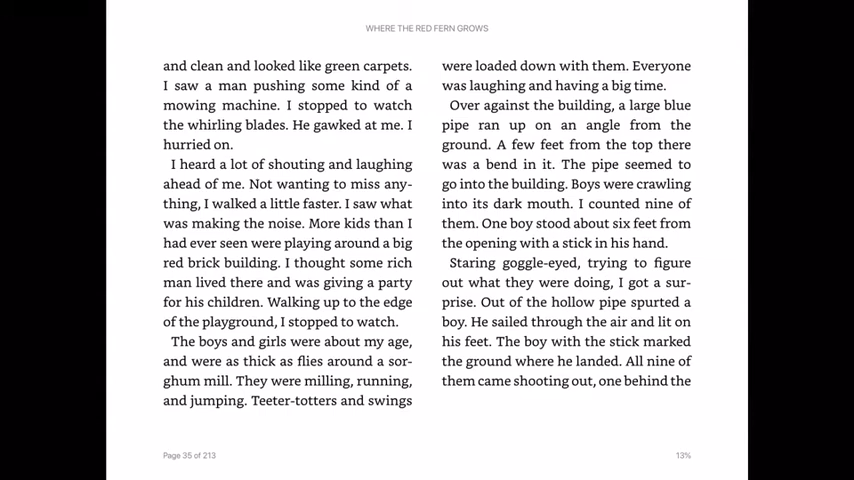 WHERE THE RED FERN GROWS
and clean and looked like green carpets.
I saw a man pushing some kind of a
mowing machine. I stopped to watch
the whirling blades. He gawked at me. I
hurried on.
I heard a lot of shouting and laughing
ahead of me. Not wanting to miss any-
thing, I walked a little faster. I saw what
was making the noise. More kids than I
had ever seen were playing around a big
red brick building. I thought some rich
man lived there and was giving a party
for his children. Walking up to the edge
of the playground, I stopped to watch.
The boys and girls were about my age,
and were as thick as flies around a sor-
ghum mill. They were milling, running,
and jumping. Teeter-totters and swings
were loaded down with them. Everyone
was laughing and having a big time.
Over against the building, a large blue
pipe ran up on an angle from the
ground. A few feet from the top there
was a bend in it. The pipe seemed to
go into the building. Boys were crawling
into its dark mouth. I counted nine of
them. One boy stood about six feet from
the opening with a stick in his hand.
Staring goggle-eyed, trying to figure
out what they were doing, I got a sur-
prise. Out of the hollow pipe spurted a
boy. He sailed through the air and lit on
his feet. The boy with the stick marked
the ground where he landed. All nine of
them came shooting out, one behind the
Page 35 of 213
13%